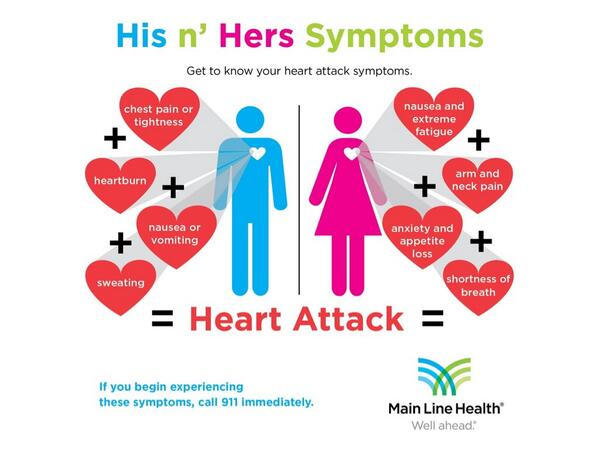 His n' Hers Symptoms
Get to know your heart attack symptoms.
chest pain or
tightness
+
heartburn
+
nausea or
vomiting
+
sweating
nausea and
extreme
fatigue
+
arm and
neck pain
+
anxiety and
appetite
loss
+
shortness of
breath
= Heart Attack =
If you begin experiencing
these symptoms, call 911 immediately.
Main Line Health®
Well ahead.®